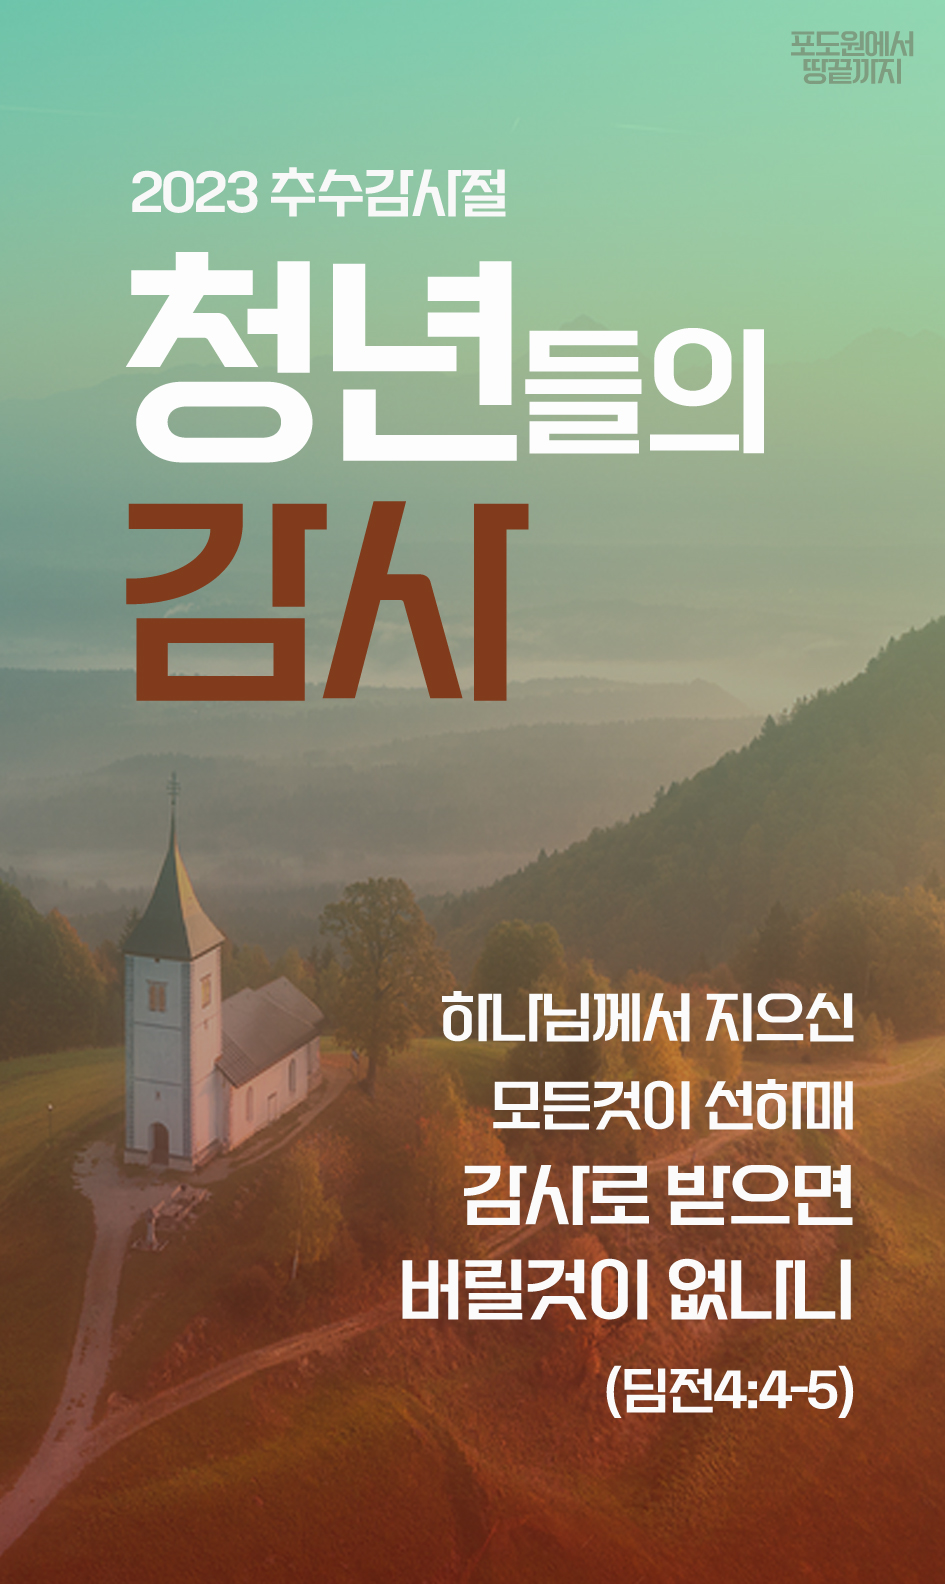 포도원에서
땅끝까지
2023 추수감사절
청년들의
감사
하나님께서 지으신
모든것이 선하매
감사로 받으면
버릴것이 없나니
(딤전4:4-5)